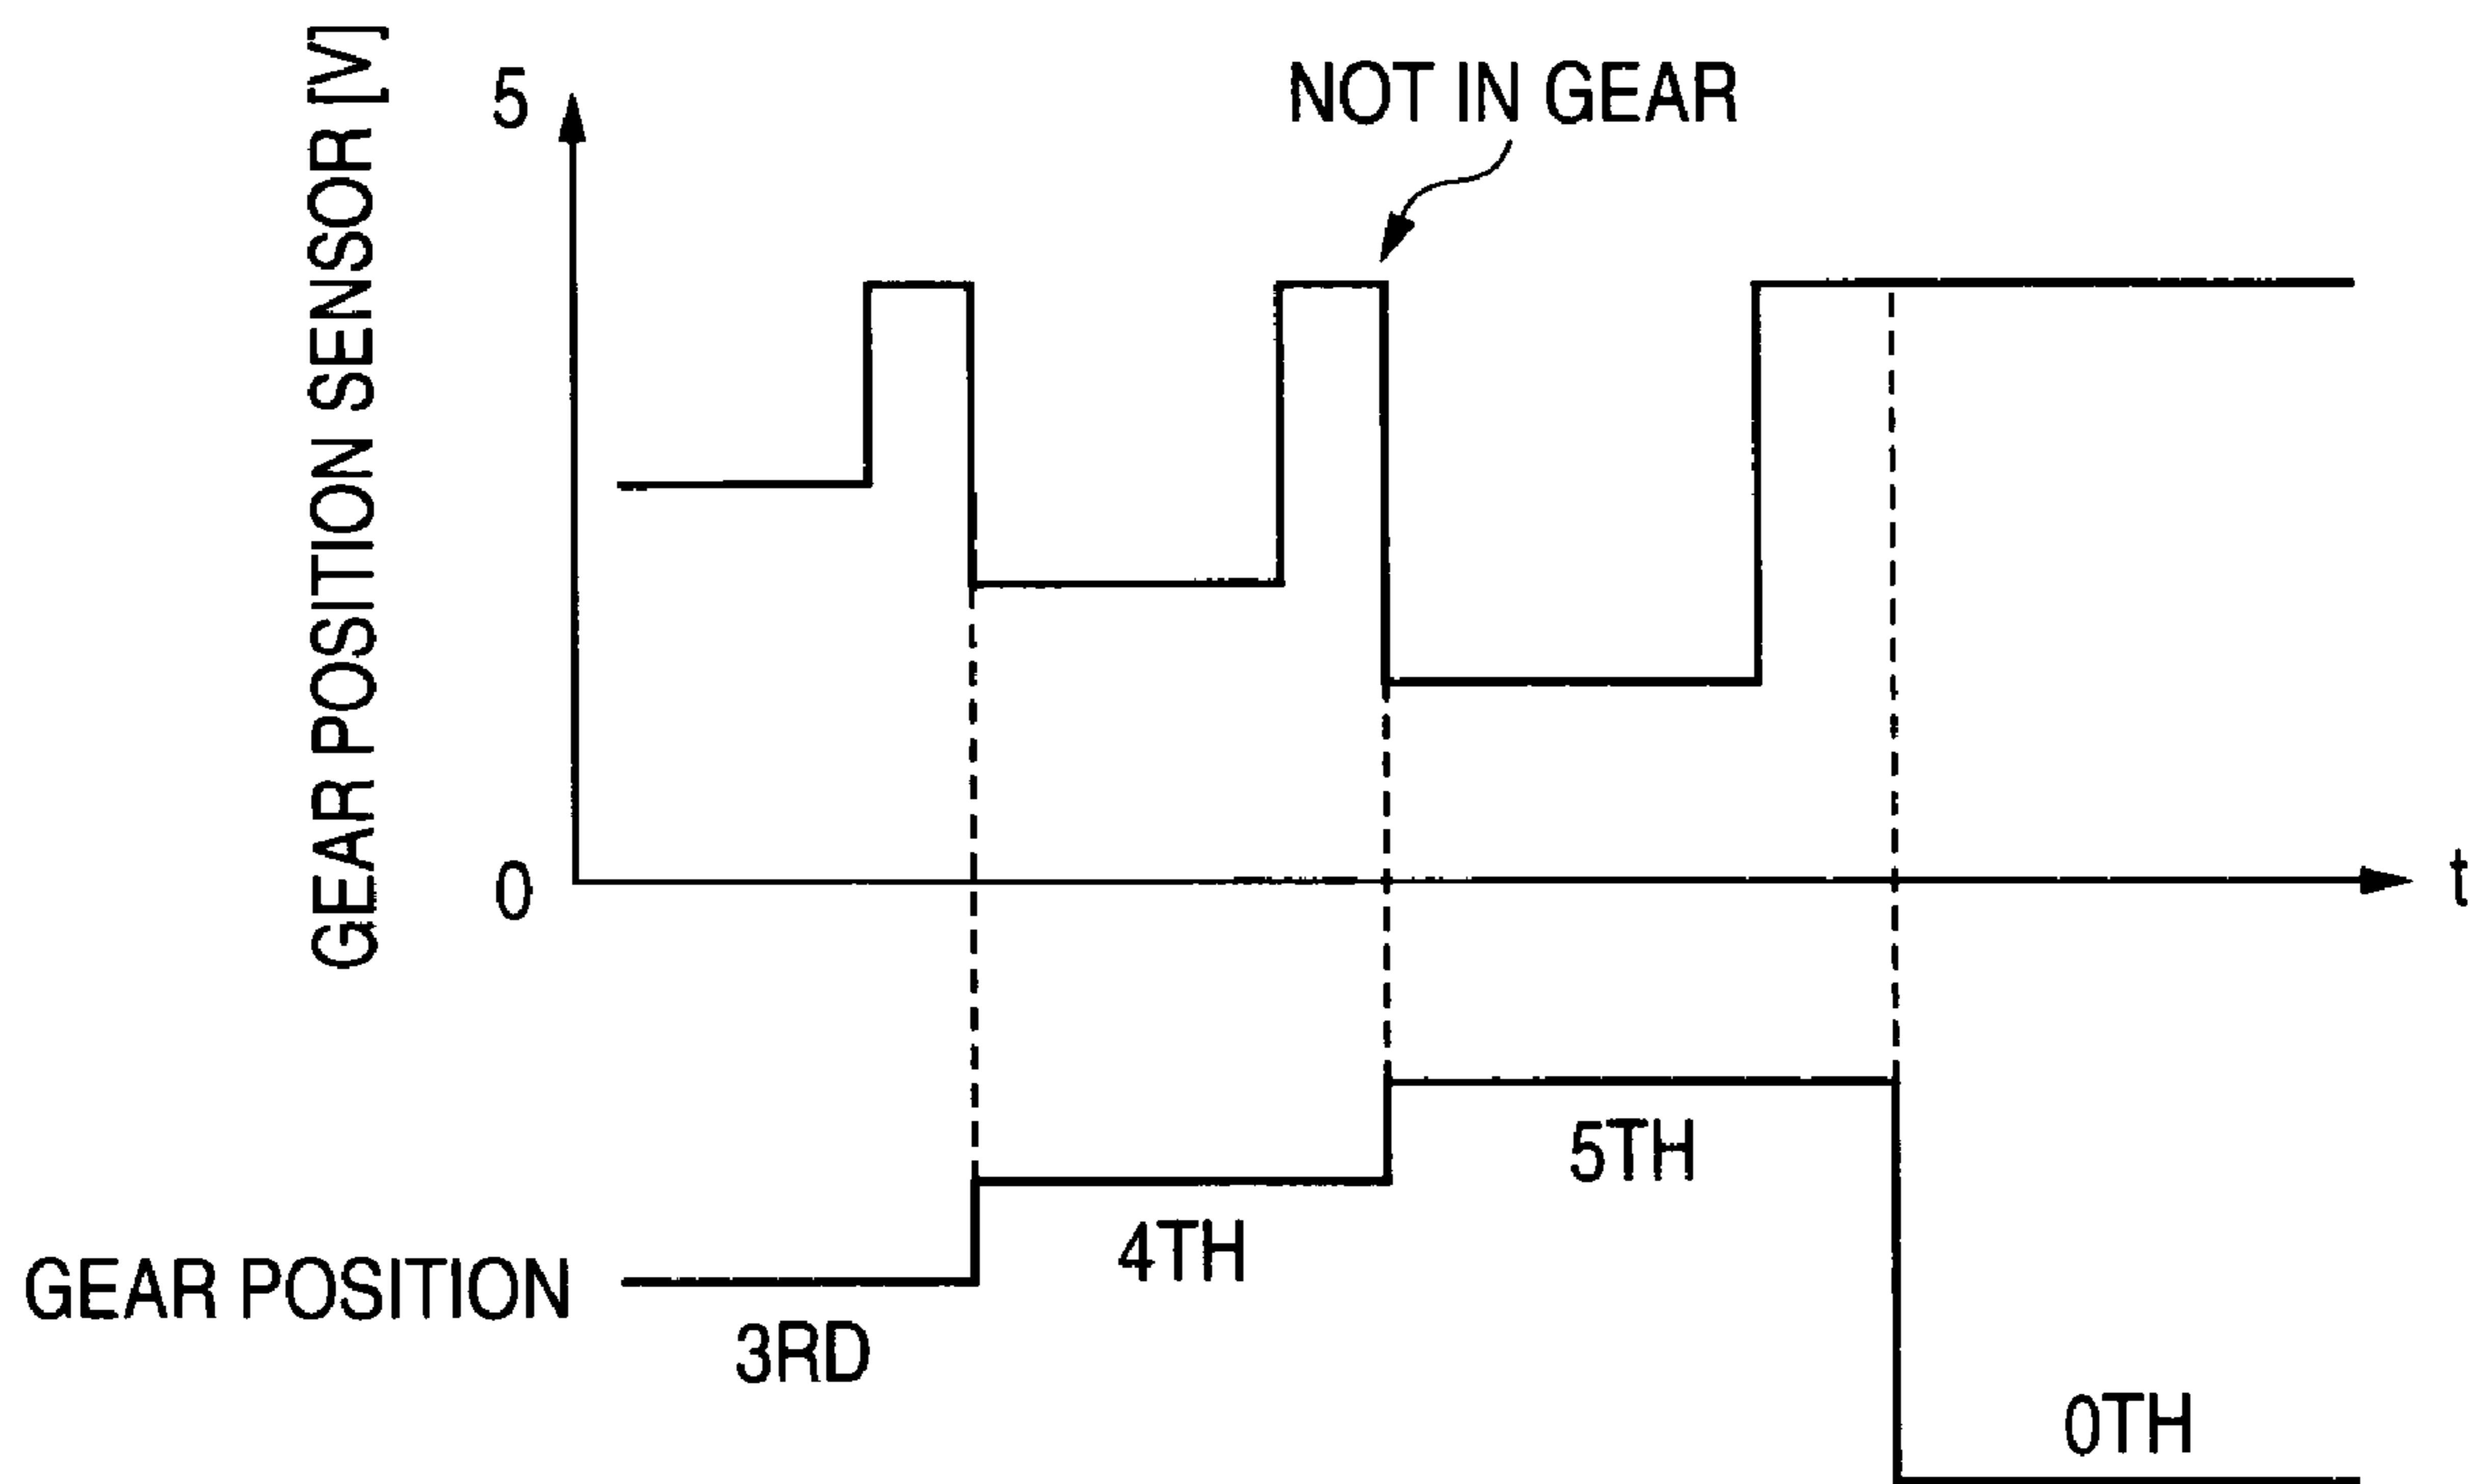 GEAR POSITION SENSOR [V]
5
NOT IN GEAR
0
t
5TH
4TH
GEAR POSITION
3RD
0TH